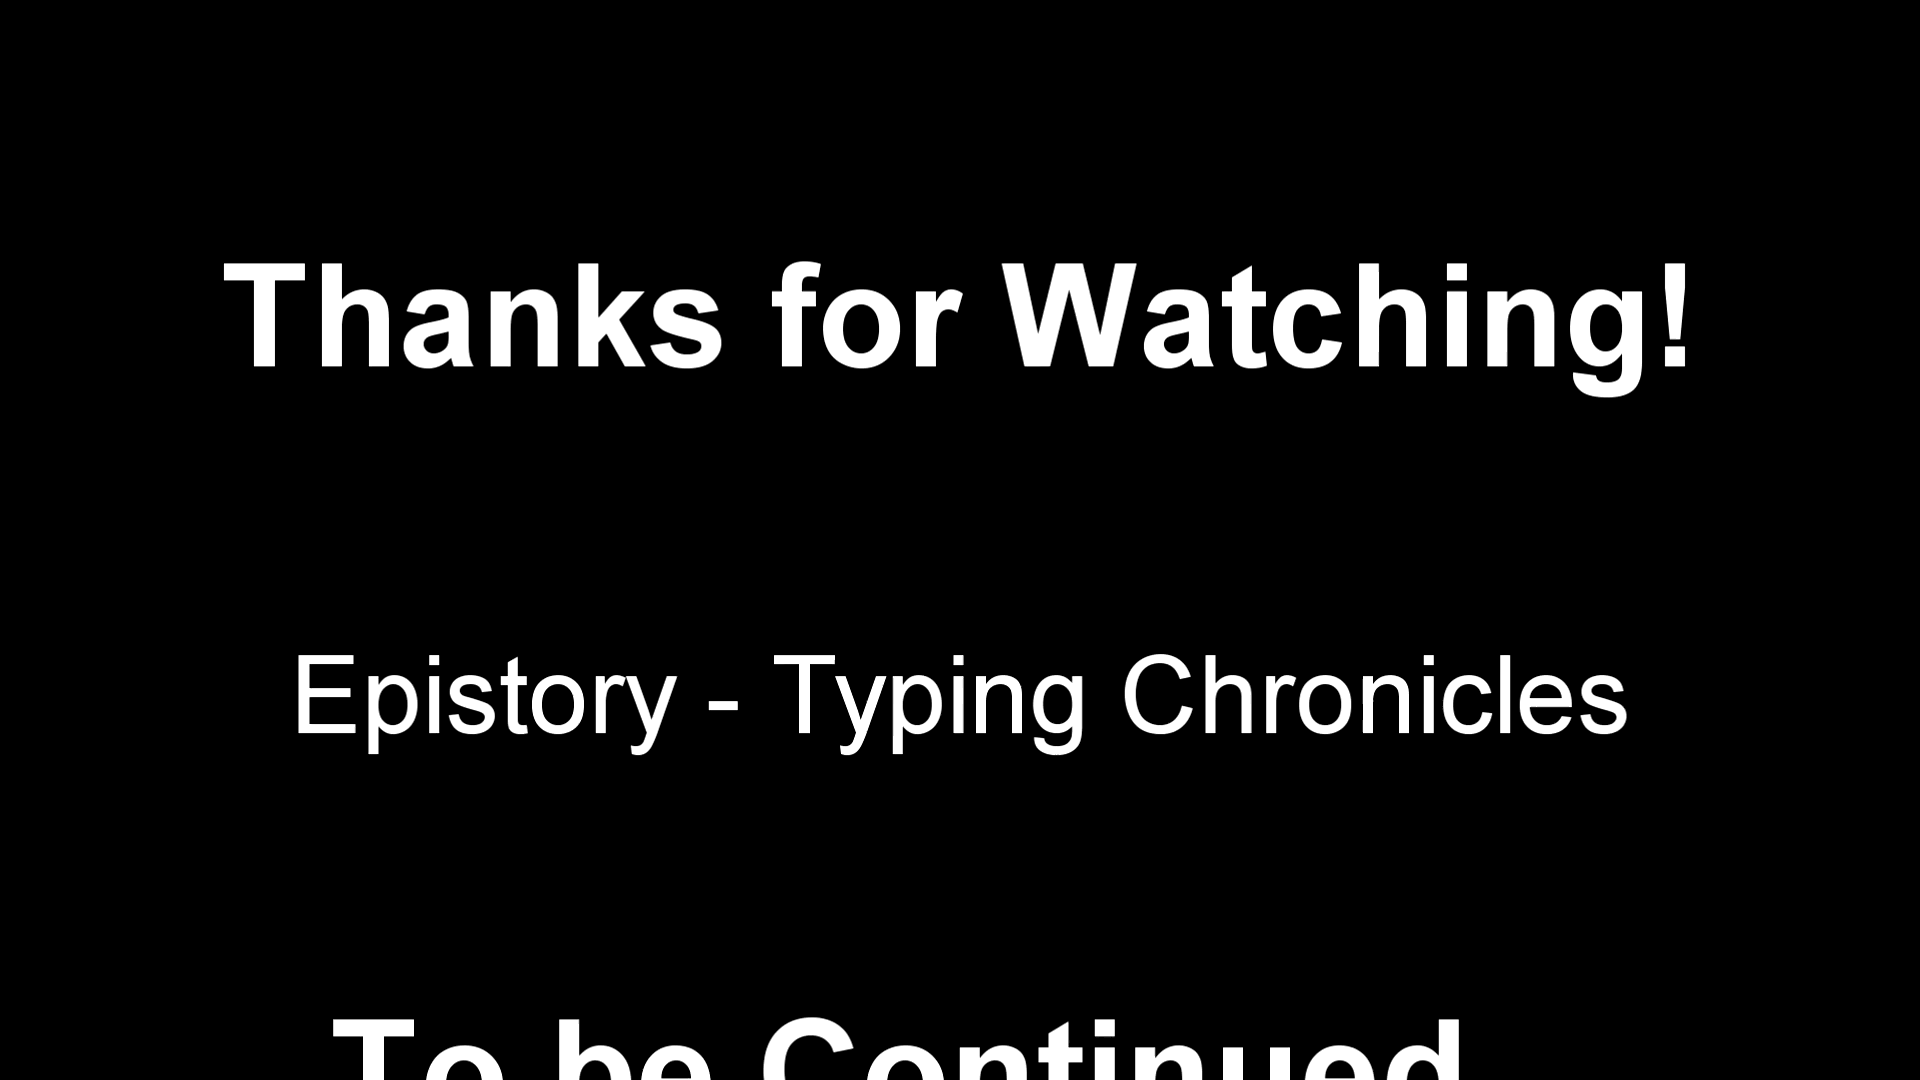 Thanks for Watching!
Epistory - Typing Chronicles
To be Continued